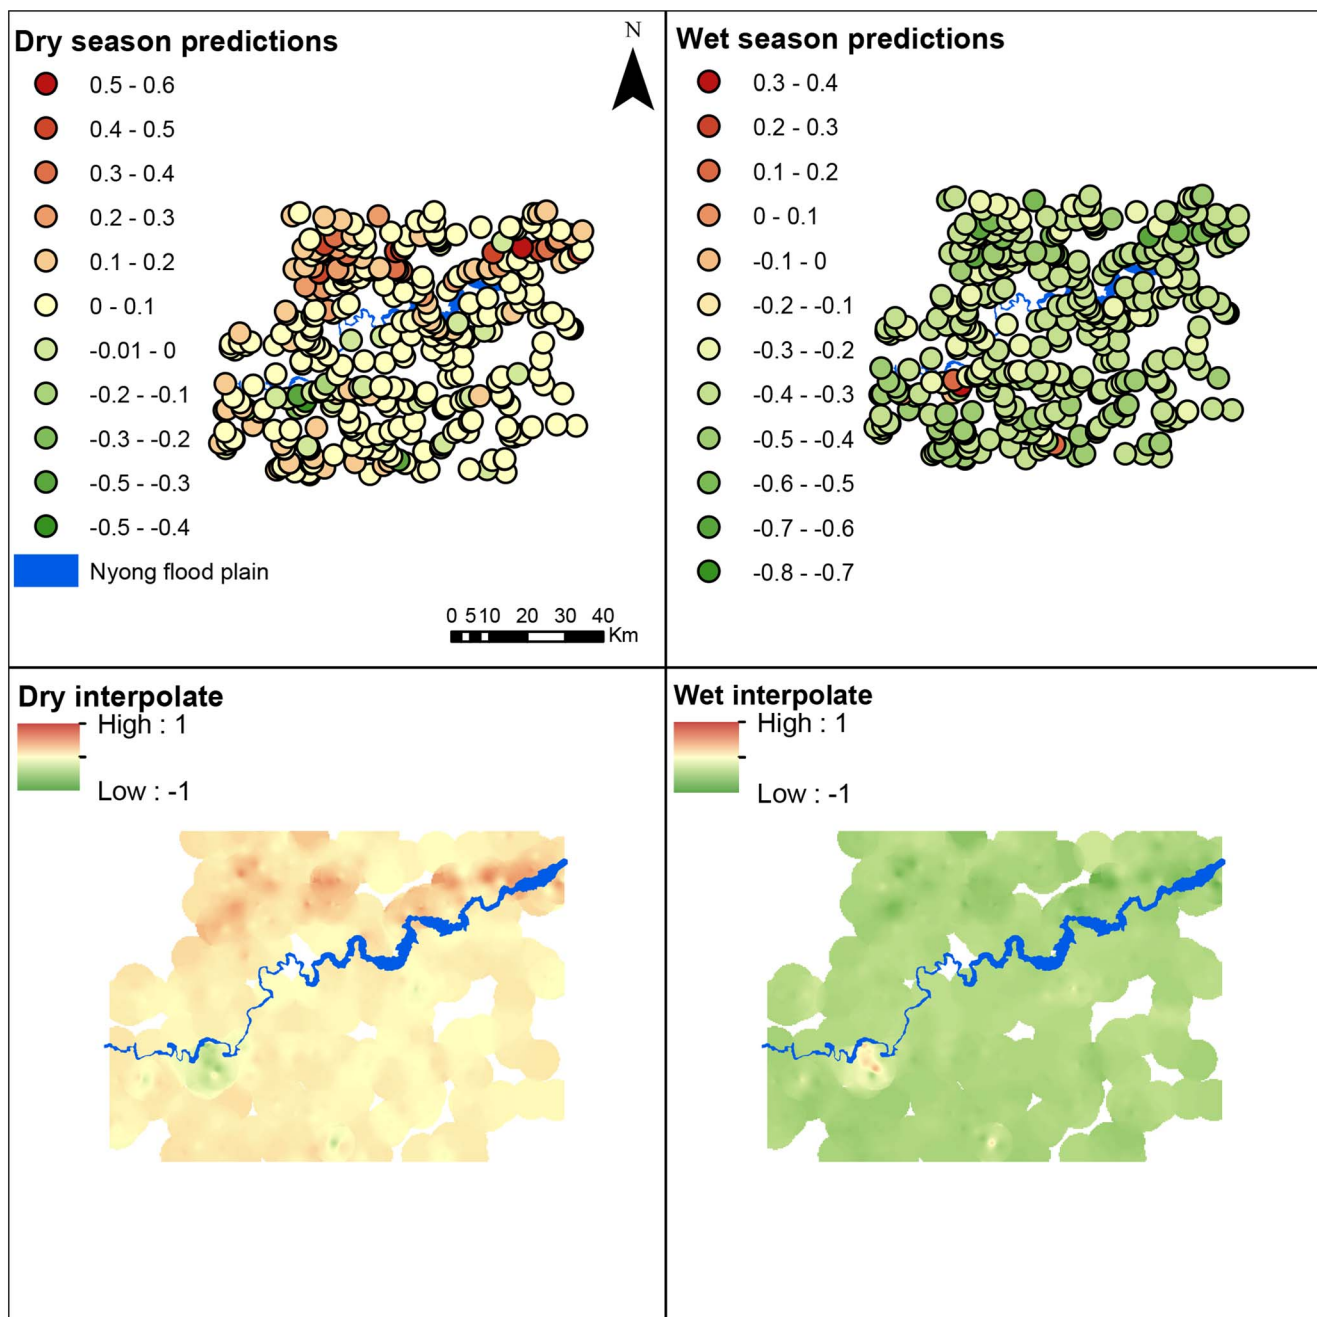 Dry season predictions
0.5 - 0.6
0.4 - 0.5
0.3 - 0.4
0.2 - 0.3
0.1 - 0.2
0 - 0.1
-0.01 - 0
-0.2 - -0.1
-0.3 - -0.2
-0.5 - -0.3
-0.5 - -0.4
Nyong flood plain
N
0 5 10 20 30 40
Km
Wet season predictions
0.3 - 0.4
0.2 - 0.3
0.1 - 0.2
0 - 0.1
-0.1 - 0
-0.2 - -0.1
-0.3 - -0.2
-0.4 - -0.3
-0.5 - -0.4
-0.6 - -0.5
-0.7 - -0.6
-0.8 - -0.7
Dry interpolate
High : 1
Low : -1
Wet interpolate
High : 1
Low : -1